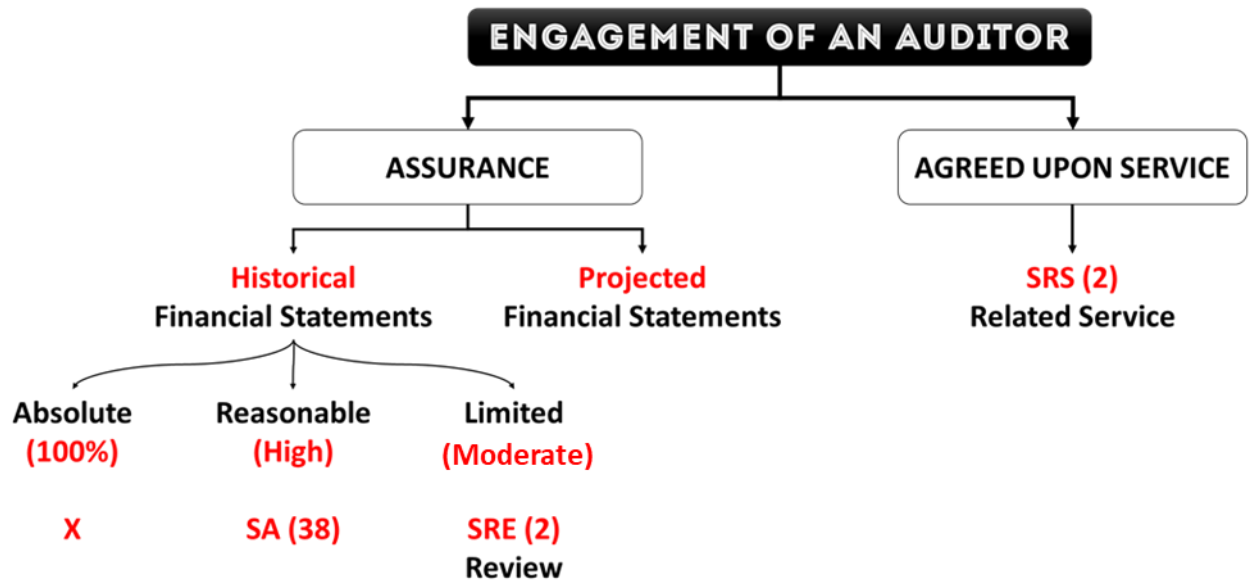 ENGAGEMENT OF AN AUDITOR
ASSURANCE
AGREED UPON SERVICE
Historical
Financial Statements
Projected
Financial Statements
SRS (2)
Related Service
Absolute
(100%)
X
Reasonable
(High)
SA (38)
Limited
(Moderate)
SRE (2)
Review